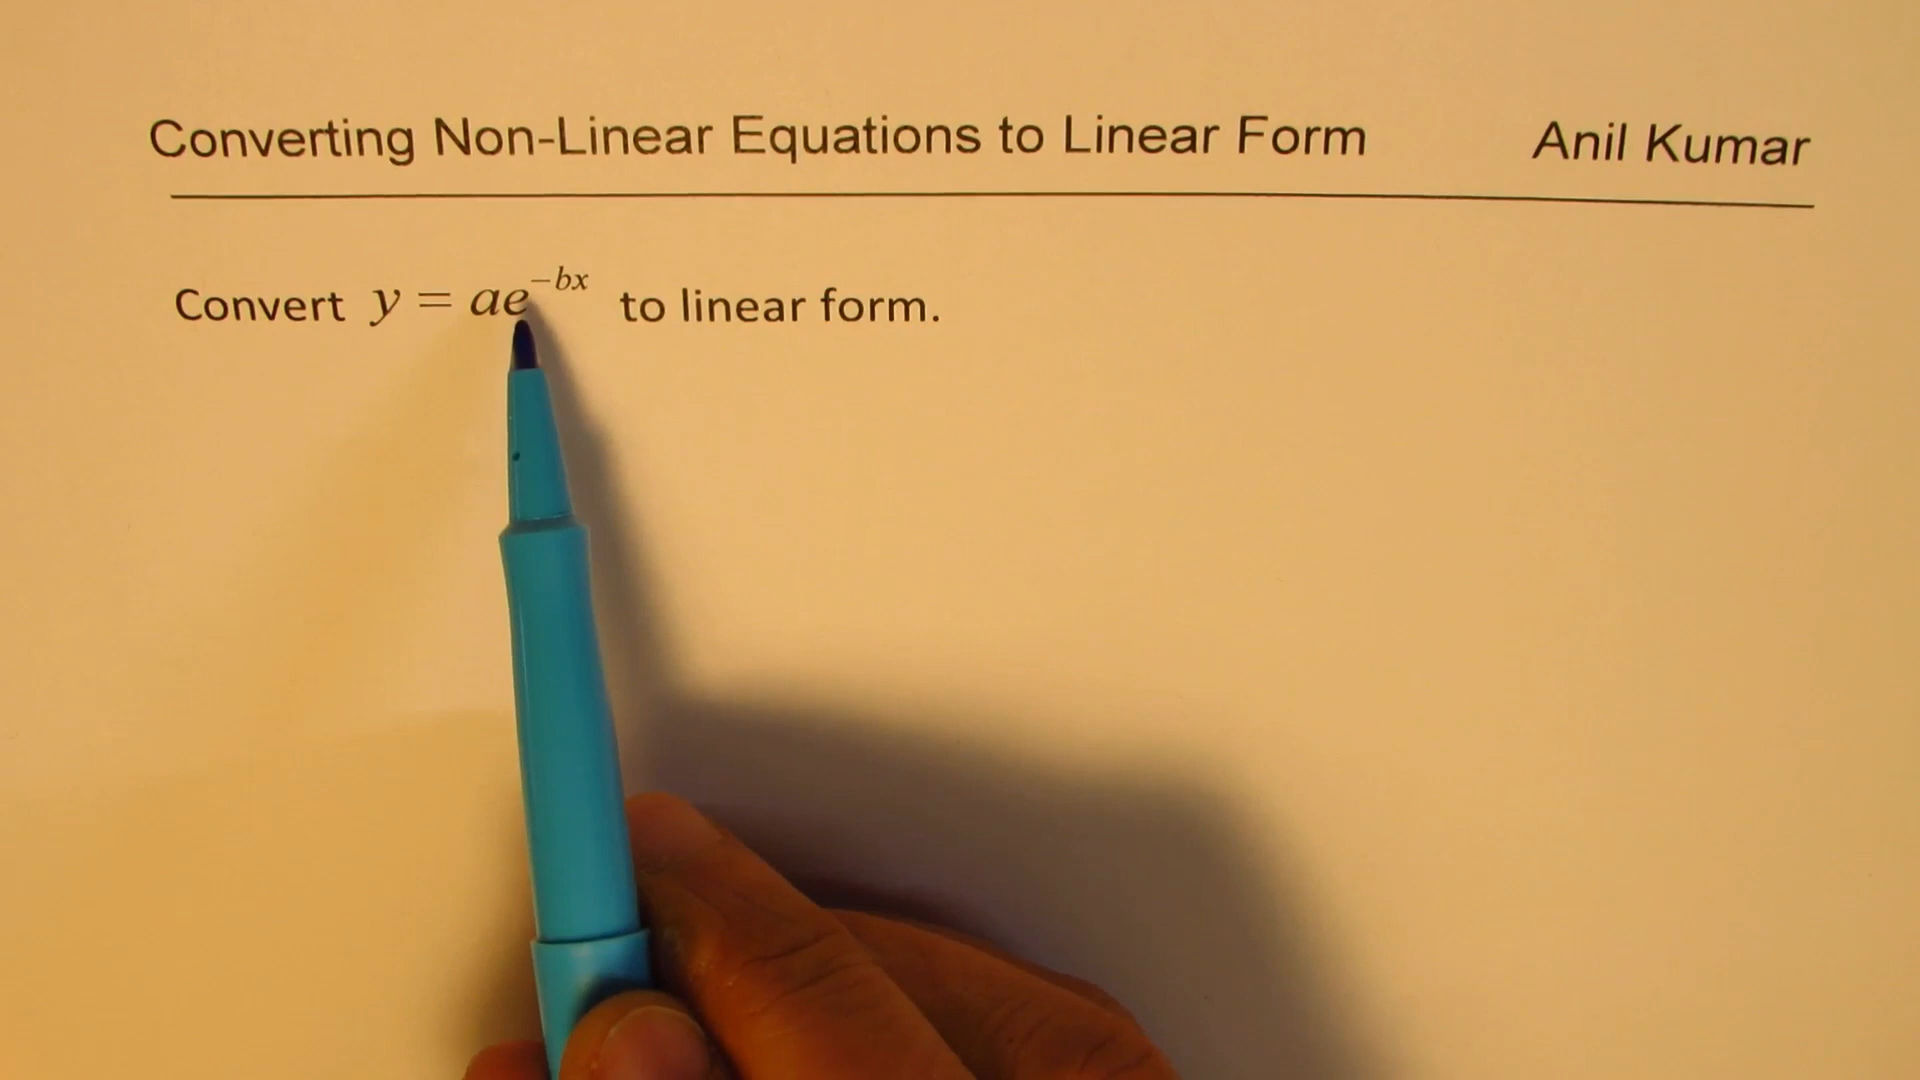 Converting Non-Linear Equations to Linear Form Anil Kumar
Convert y = ae^{-bx} to linear form.